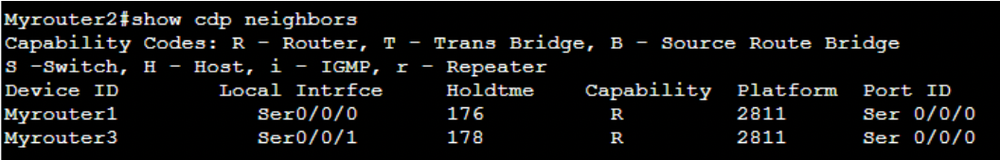 Myrouter2#show cdp neighbors
Capability Codes: R - Router, T - Trans Bridge, B - Source Route Bridge
S -Switch, H - Host, i - IGMP, r - Repeater
Device ID Local Intrfce Holdtme Capability Platform Port ID
Myrouter1 Ser0/0/0 176 R 2811 Ser 0/0/0
Myrouter3 Ser0/0/1 178 R 2811 Ser 0/0/0